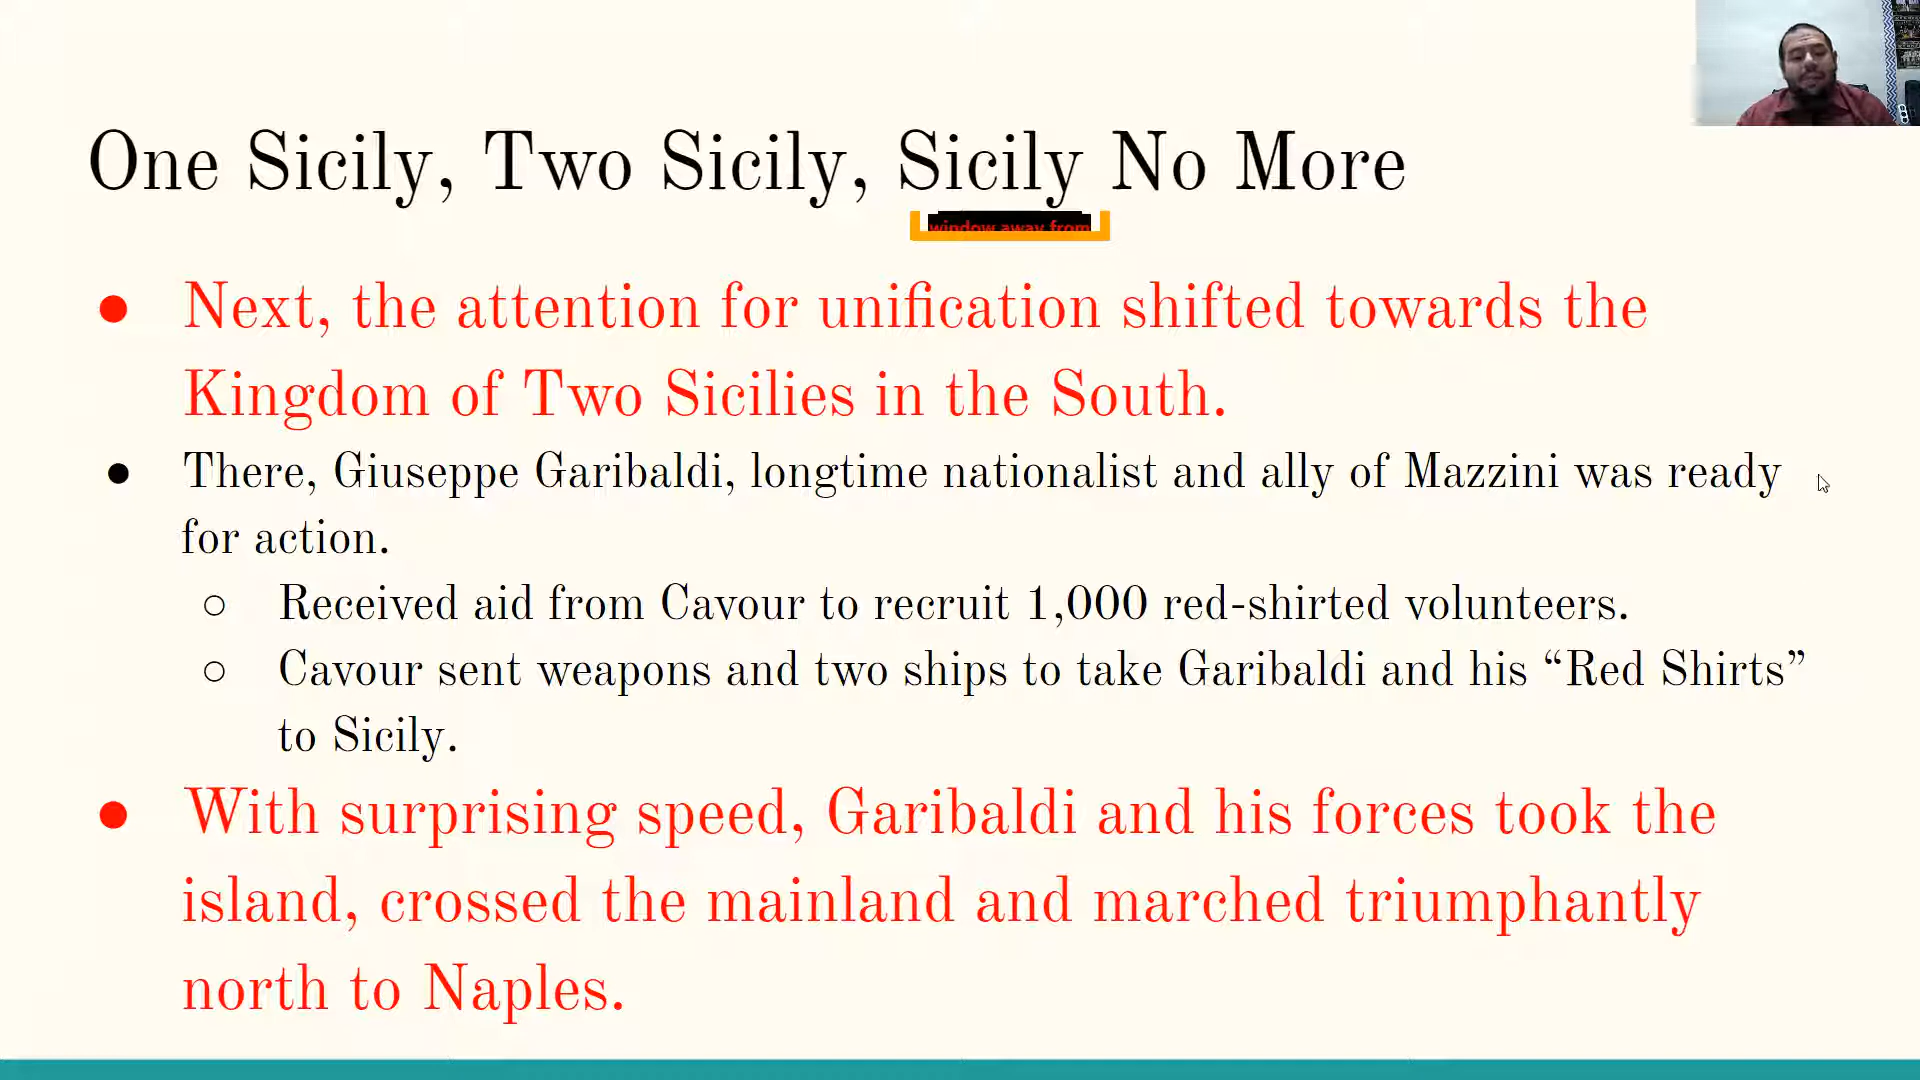 One Sicily, Two Sicily, Sicily No More
window away from
● Next, the attention for unification shifted towards the
Kingdom of Two Sicilies in the South.
● There, Giuseppe Garibaldi, longtime nationalist and ally of Mazzini was ready
for action.
○ Received aid from Cavour to recruit 1,000 red-shirted volunteers.
○ Cavour sent weapons and two ships to take Garibaldi and his “Red Shirts”
to Sicily.
● With surprising speed, Garibaldi and his forces took the
island, crossed the mainland and marched triumphantly
north to Naples.